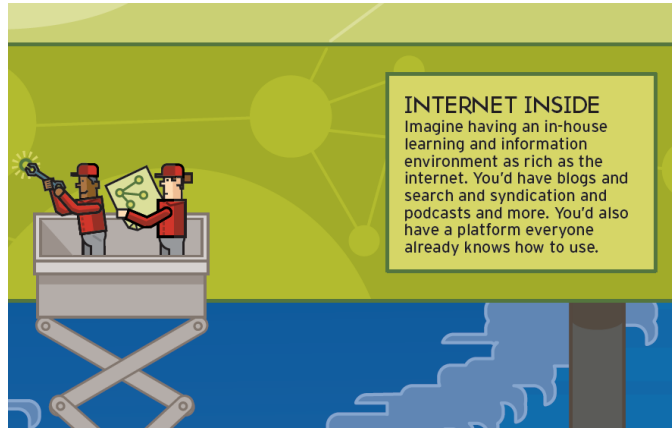 INTERNET INSIDE
Imagine having an in-house
learning and information
environment as rich as the
internet. You'd have blogs and
search and syndication and
podcasts and more. You'd also
have a platform everyone
already knows how to use.